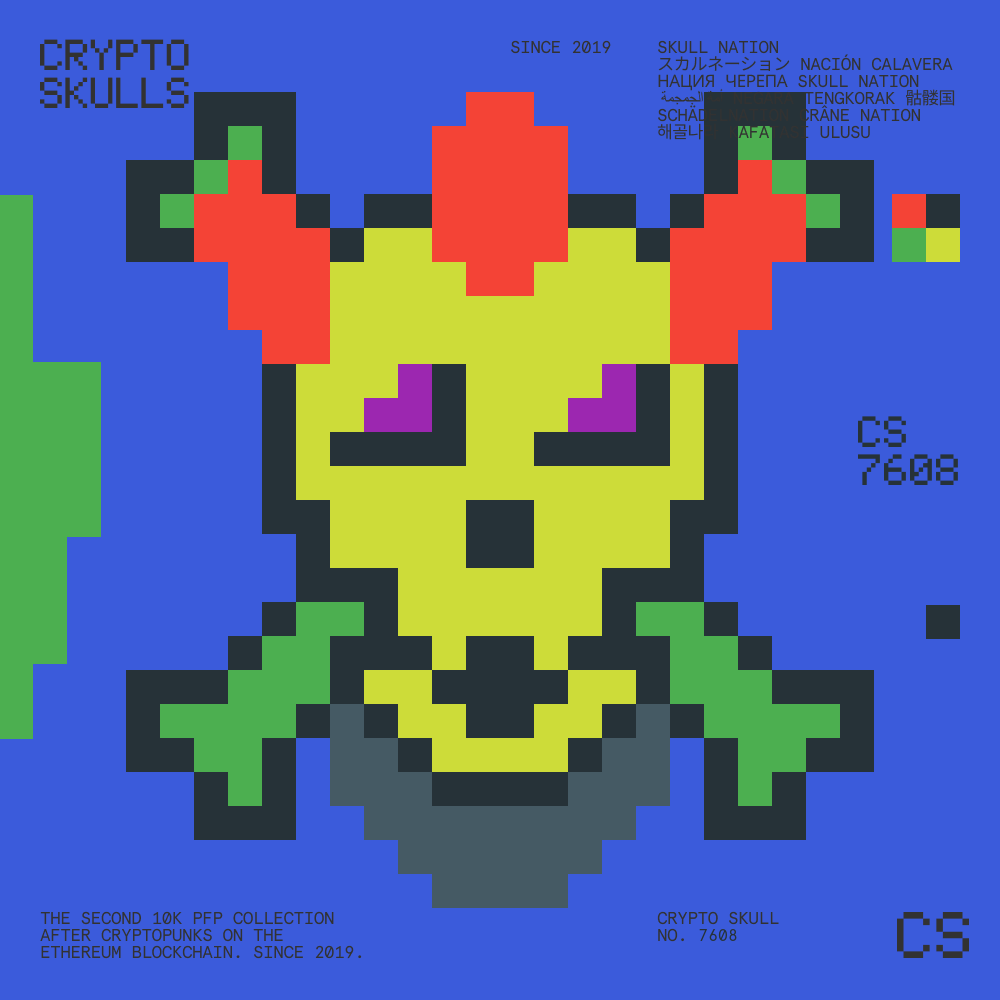 CRYPTO
SKULLS
SINCE 2019
SKULL NATION
スカルネーション NACIÓN CALAVERA
НАЦИЯ ЧЕРЕПА SKULL NATION
TENGKORAK 骷髅国
CRÂNE NATION
ULUSU
CS
7608
THE SECOND 10K PFP COLLECTION
AFTER CRYPTOPUNKS ON THE
ETHEREUM BLOCKCHAIN. SINCE 2019.
CRYPTO SKULL
NO. 7608
CS